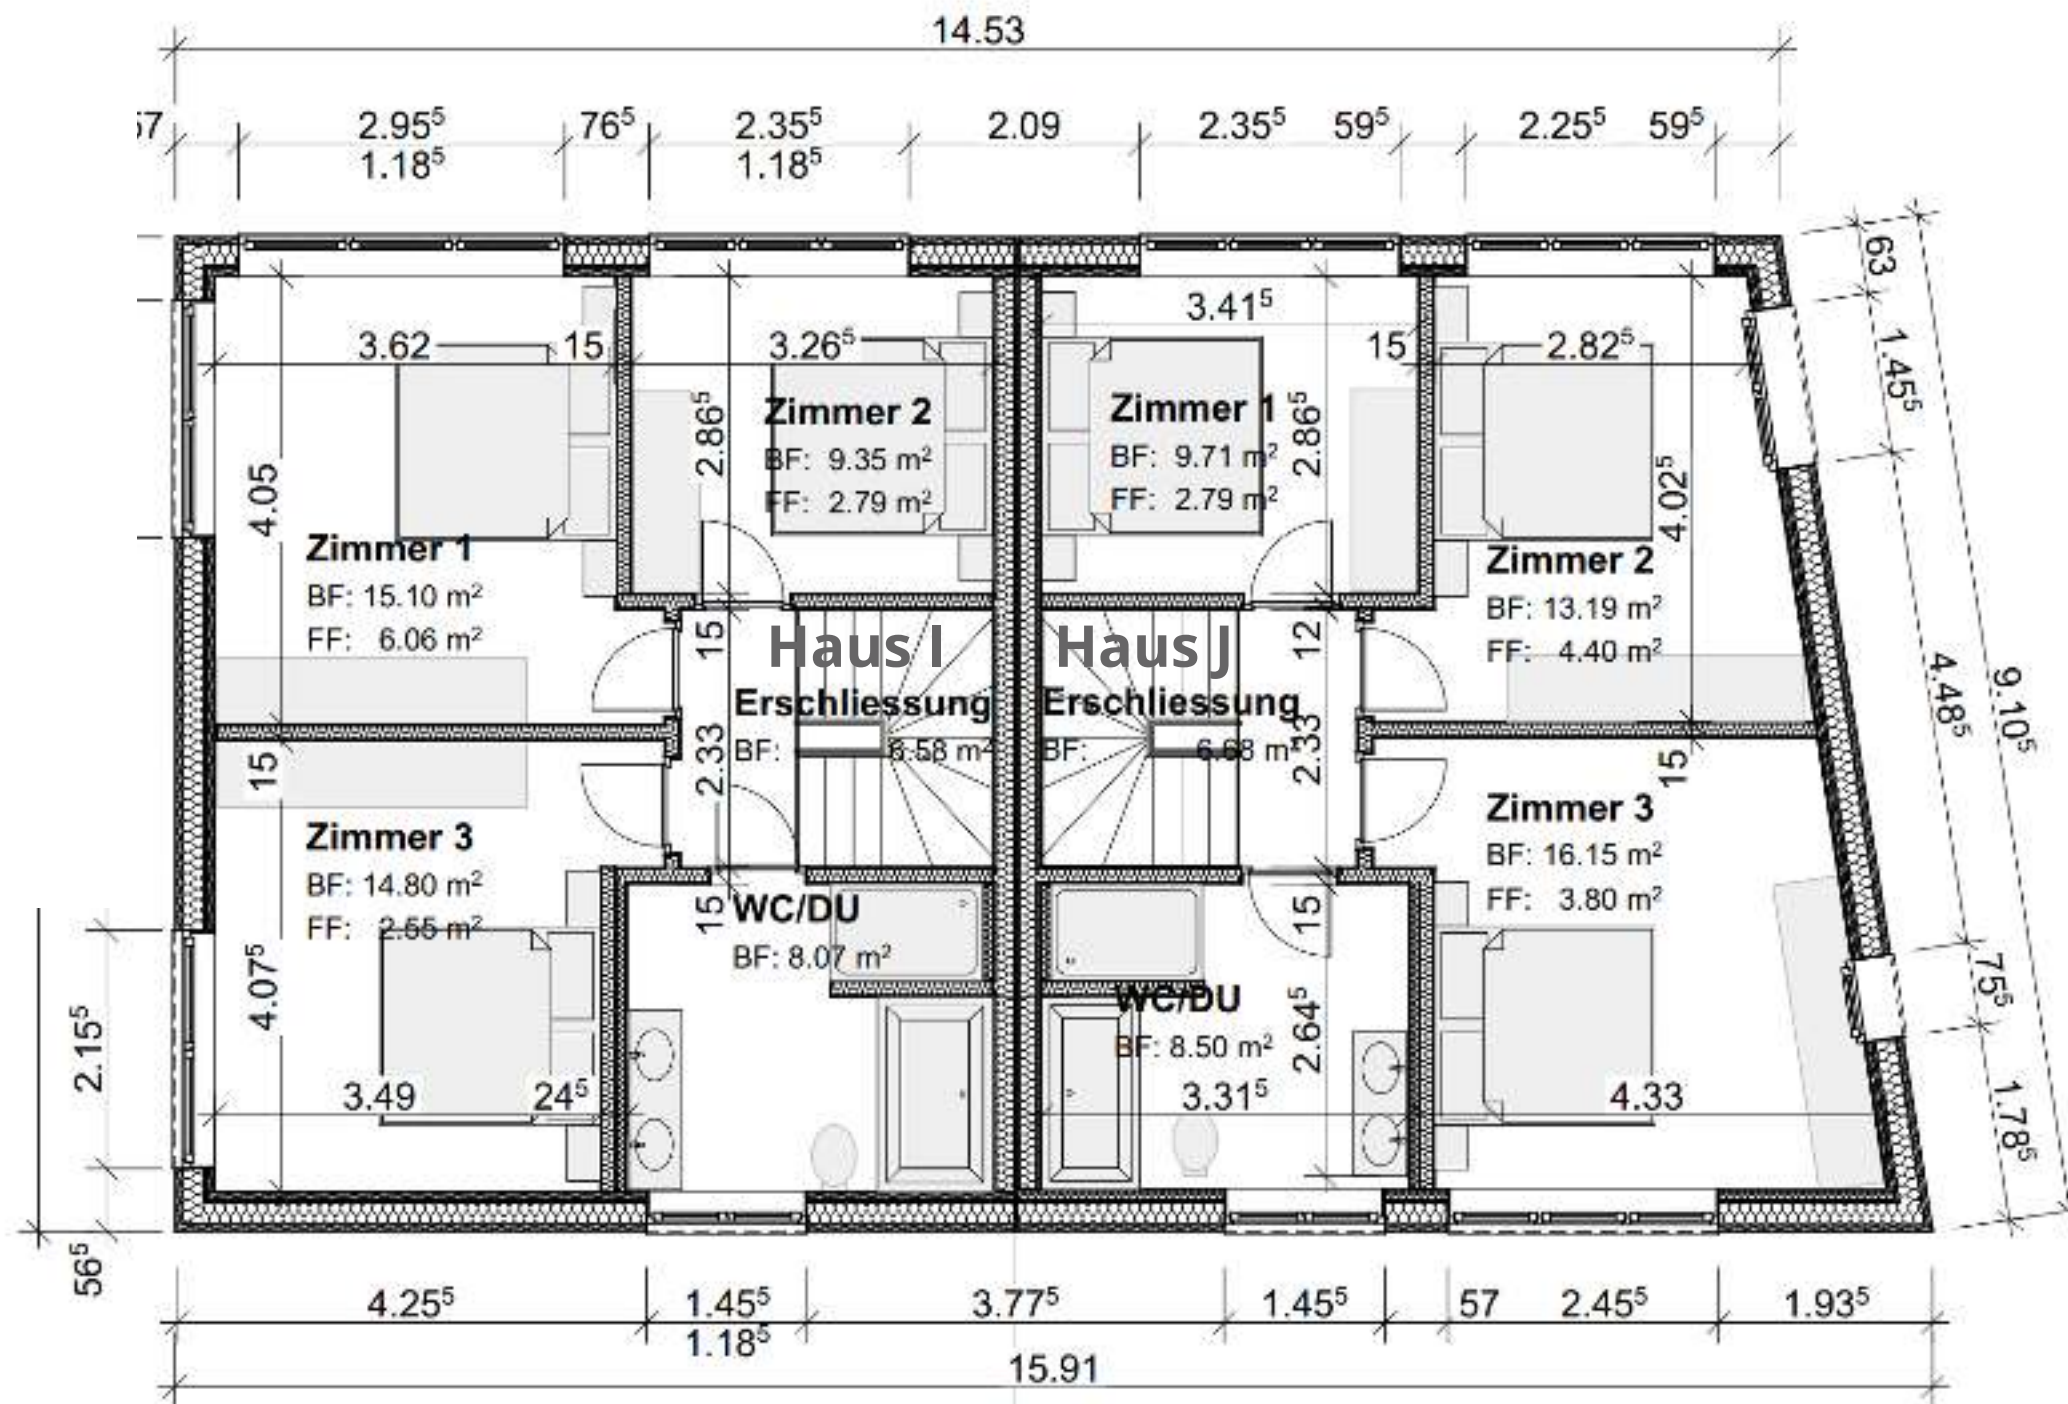 14.53
57 2.95⁵ 76⁵ 2.35⁵ 2.09 2.35⁵ 59⁵ 2.25⁵ 59⁵
1.18⁵ 1.18⁵
63
3.41⁵
3.62 15 3.26⁵ 15 2.82⁵
1.45⁵
Zimmer 2
BF: 9.35 m²
FF: 2.79 m²
2.86⁵
Zimmer 1
BF: 9.71 m²
FF: 2.79 m²
2.86⁵
4.05
Zimmer 1
BF: 15.10 m²
FF: 6.06 m²
4.02⁵
Zimmer 2
BF: 13.19 m²
FF: 4.40 m²
15
Haus I
Haus J
12
Erschliessung
BF: 6.58 m²
2.33
Erschliessung
BF: 6.68 m²
2.33
4.48⁵
9.10⁵
15
15
Zimmer 3
BF: 14.80 m²
FF: 2.55 m²
Zimmer 3
BF: 16.15 m²
FF: 3.80 m²
15
WC/DU
BF: 8.07 m²
15
WC/DU
BF: 8.50 m²
4.07⁵
2.64⁵
2.15⁵
75⁵
3.49 24⁵ 3.31⁵ 4.33
1.78⁵
56⁵
4.25⁵ 1.45⁵ 3.77⁵ 1.45⁵ 57 2.45⁵ 1.93⁵
1.18⁵
15.91